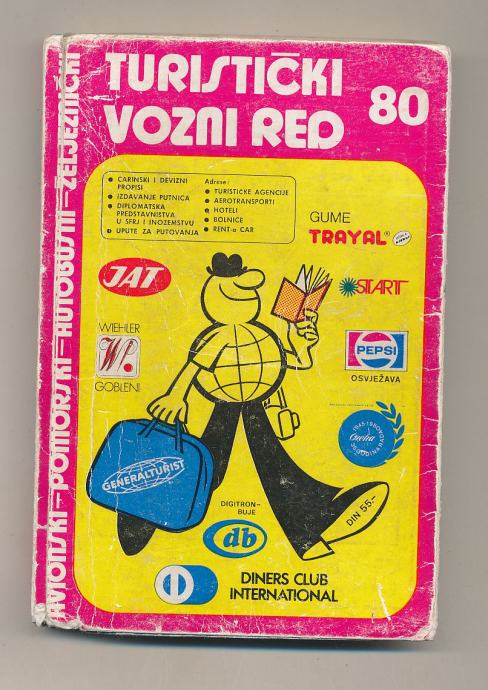 TURISTIČKI
VOZNI RED
80
AVIONSKI–POMORSKI–AUTOBUSNI–ŽELJEZNIČKI
● CARINSKI I DEVIZNI
PROPISI
● IZDAVANJE PUTNICA
● DIPLOMATSKA
PREDSTAVNIŠTVA
U SFRJ I INOZEMSTVU
● UPUTE ZA PUTOVANJA
Adrese:
● TURISTIČKE AGENCIJE
● AEROTRANSPORTI
● HOTELI
● BOLNICE
● RENT-a CAR
GUME
TRAYAL®
JAT
START
WIEHLER
W.
GOBLENI
PEPSI
OSVJEŽAVA
GENERALTURIST
DIGITRON–
BUJE
db
DIN 55.–
DINERS CLUB
INTERNATIONAL